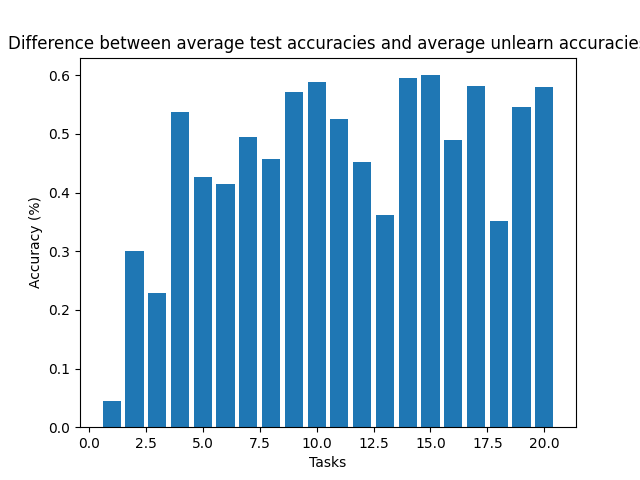 Difference between average test accuracies and average unlearn accuracies
0.6
0.5
0.4
0.3
0.2
0.1
0.0
Accuracy (%)
0.0 2.5 5.0 7.5 10.0 12.5 15.0 17.5 20.0
Tasks